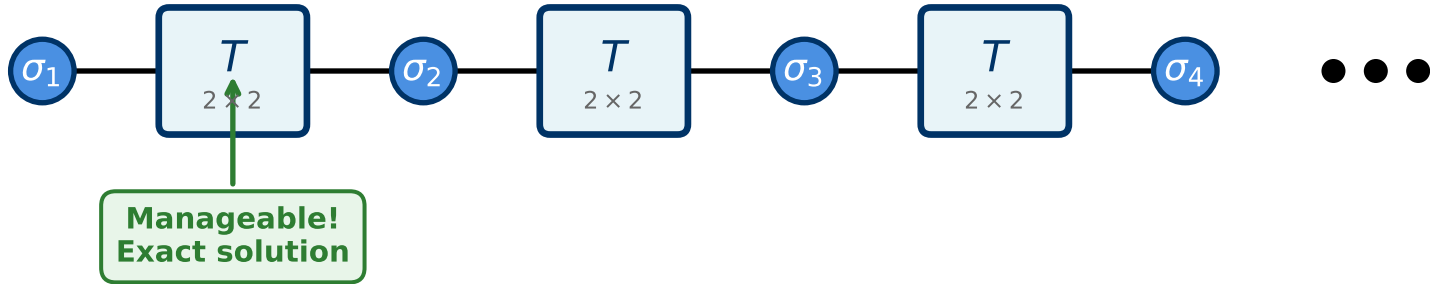 σ₁ T σ₂ T σ₃ T σ₄
2 × 2 2 × 2 2 × 2
Manageable!
Exact solution